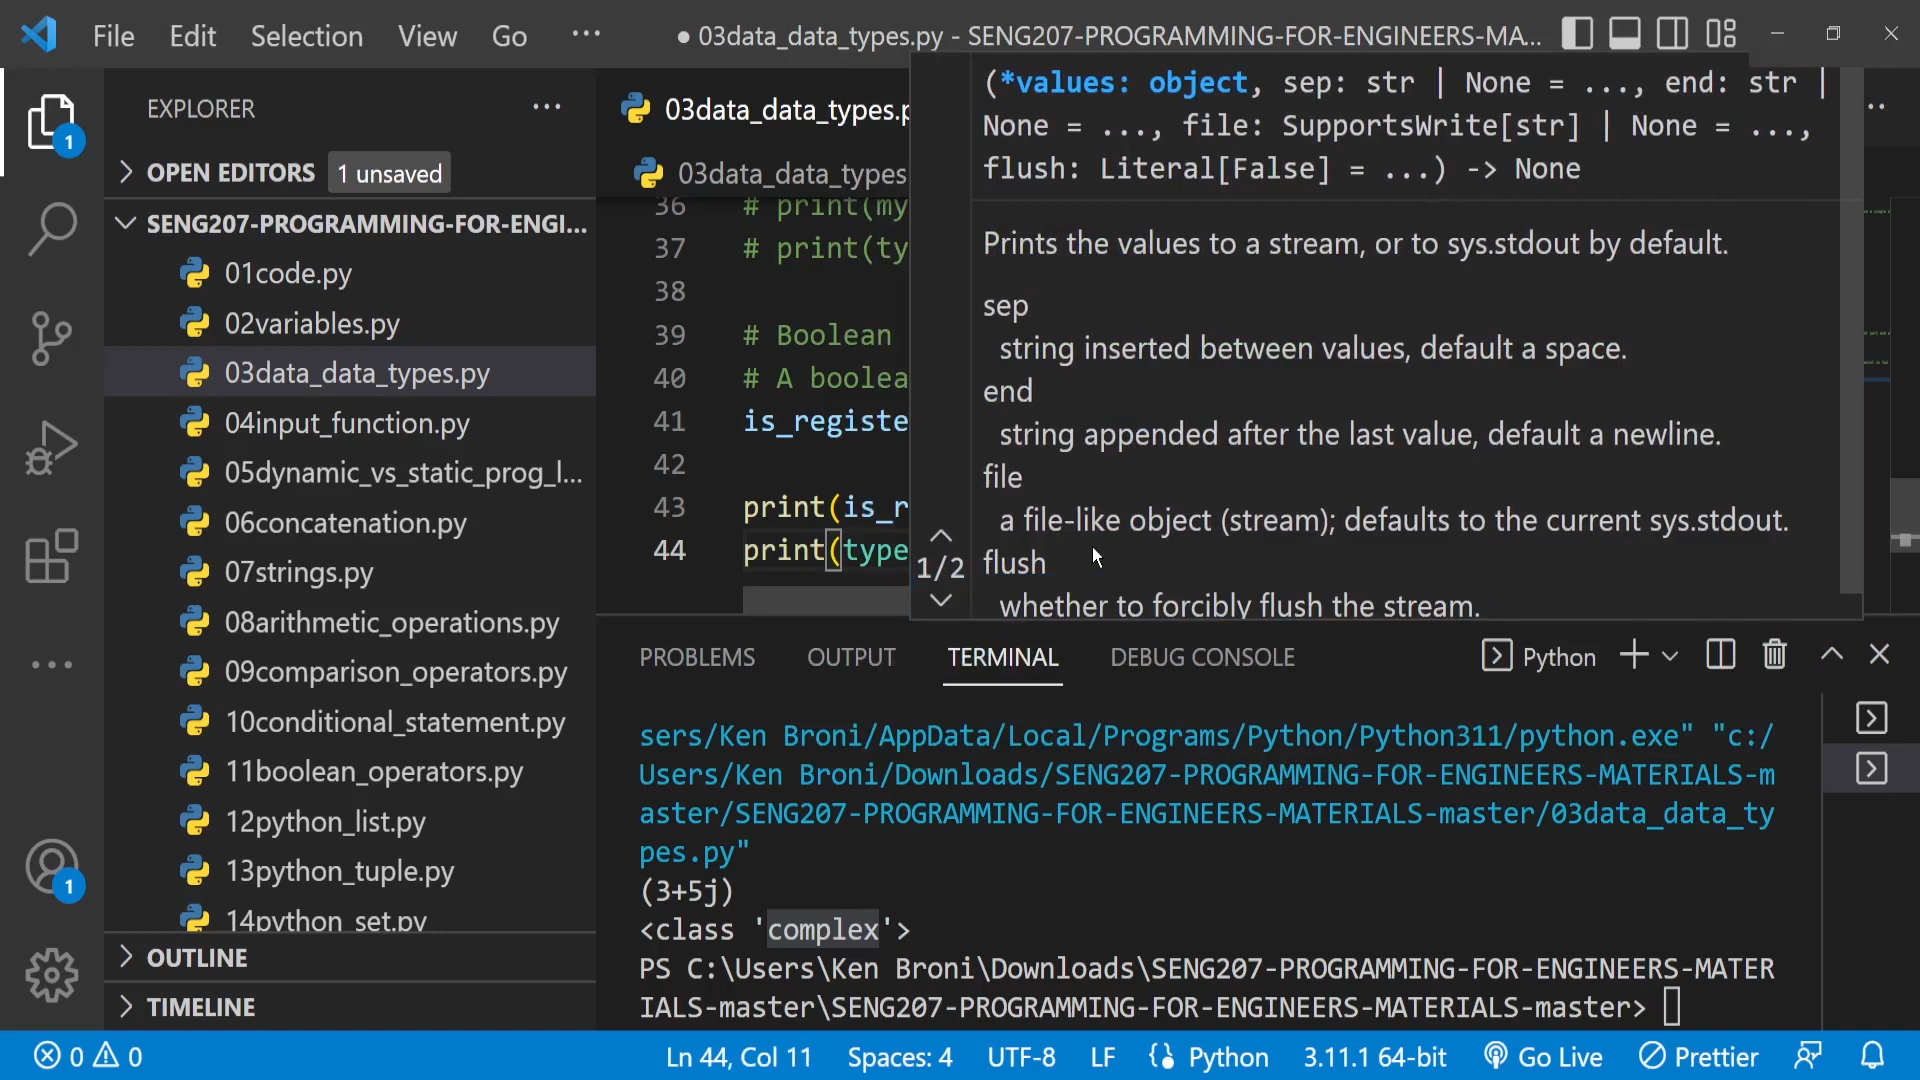 File Edit Selection View Go ··· ● 03data_data_types.py - SENG207-PROGRAMMING-FOR-ENGINEERS-MA...
EXPLORER ···
OPEN EDITORS 1 unsaved
SENG207-PROGRAMMING-FOR-ENGI...
01code.py
02variables.py
03data_data_types.py
04input_function.py
05dynamic_vs_static_prog_l...
06concatenation.py
07strings.py
08arithmetic_operations.py
09comparison_operators.py
10conditional_statement.py
11boolean_operators.py
12python_list.py
13python_tuple.py
14python_set.py
OUTLINE
TIMELINE
1
1
03data_data_types.p
03data_data_types
36 # print(my
37 # print(ty
38
39 # Boolean
40 # A boolea
41 is_registe
42
43 print(is_r
44 print(type
(*values: object, sep: str | None = ..., end: str |
None = ..., file: SupportsWrite[str] | None = ...,
flush: Literal[False] = ...) -> None
Prints the values to a stream, or to sys.stdout by default.
sep
string inserted between values, default a space.
end
string appended after the last value, default a newline.
file
a file-like object (stream); defaults to the current sys.stdout.
flush
whether to forcibly flush the stream.
1/2
PROBLEMS OUTPUT TERMINAL DEBUG CONSOLE Python
sers/Ken Broni/AppData/Local/Programs/Python/Python311/python.exe" "c:/
Users/Ken Broni/Downloads/SENG207-PROGRAMMING-FOR-ENGINEERS-MATERIALS-m
aster/SENG207-PROGRAMMING-FOR-ENGINEERS-MATERIALS-master/03data_data_ty
pes.py"
(3+5j)
<class 'complex'>
PS C:\Users\Ken Broni\Downloads\SENG207-PROGRAMMING-FOR-ENGINEERS-MATER
IALS-master\SENG207-PROGRAMMING-FOR-ENGINEERS-MATERIALS-master>
0 0 Ln 44, Col 11 Spaces: 4 UTF-8 LF Python 3.11.1 64-bit Go Live Prettier